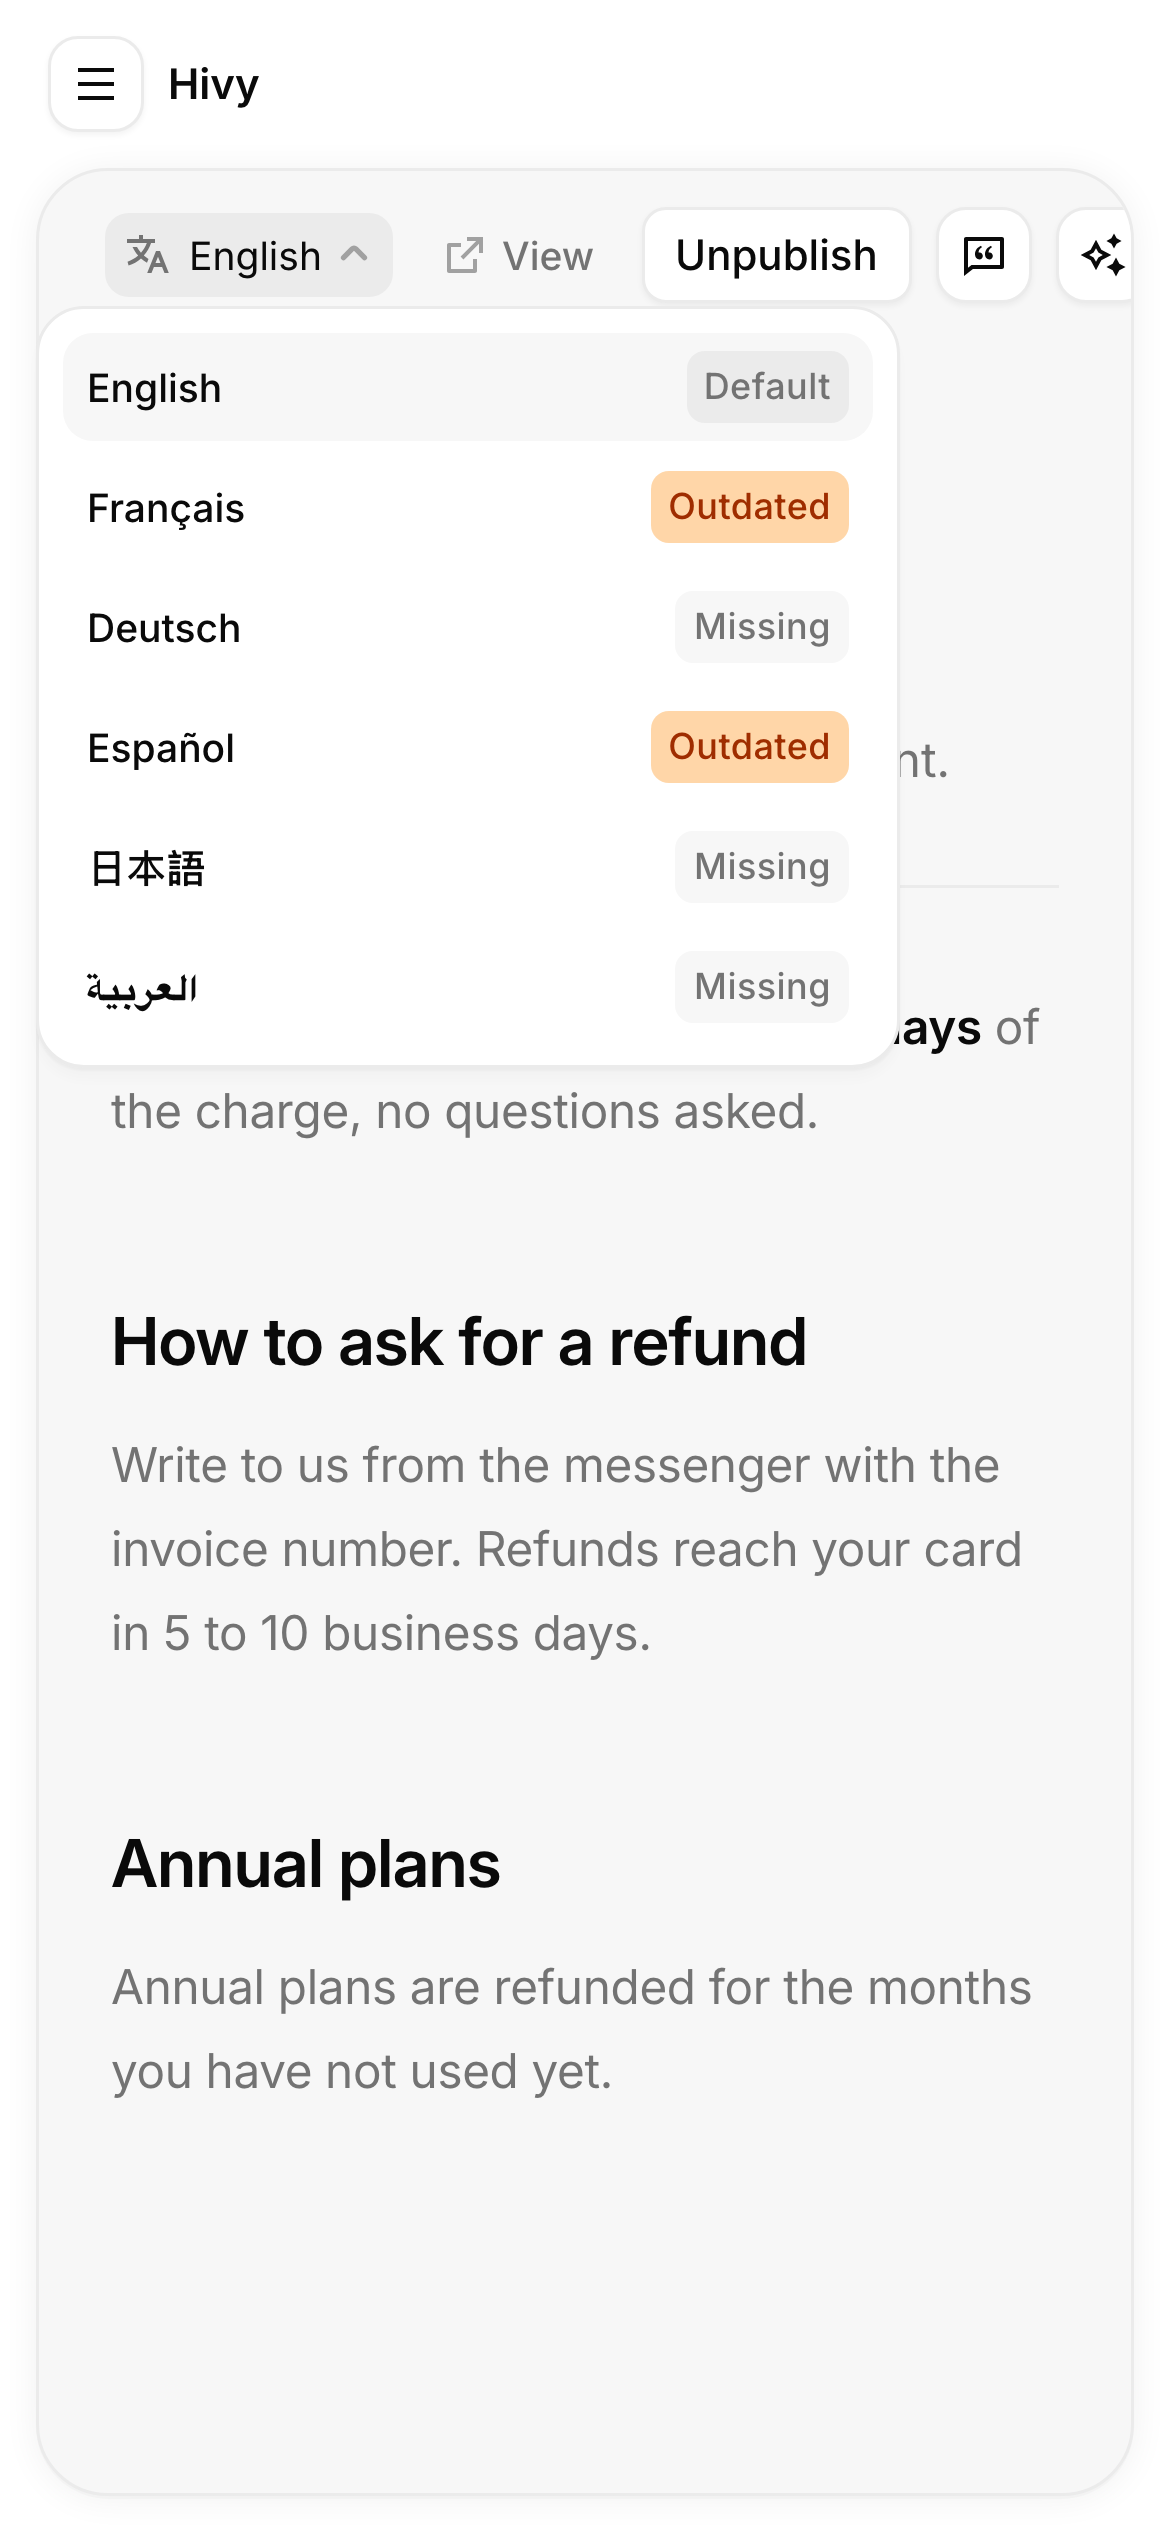 Hivy
English
View
Unpublish
English
Default
Français
Outdated
Deutsch
Missing
Español
Outdated
日本語
Missing
العربية
Missing
of
the charge, no questions asked.
How to ask for a refund
Write to us from the messenger with the
invoice number. Refunds reach your card
in 5 to 10 business days.
Annual plans
Annual plans are refunded for the months
you have not used yet.